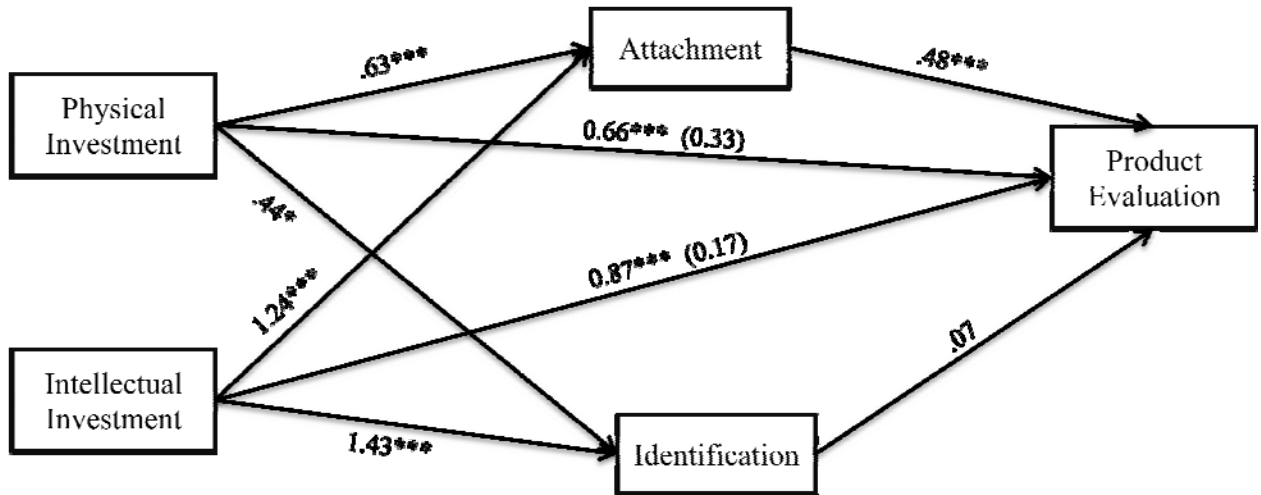 Attachment
.63***
.48***
Physical
Investment
0.66*** (0.33)
Product
Evaluation
.44*
0.87*** (0.17)
1.24***
.07
Intellectual
Investment
1.43***
Identification